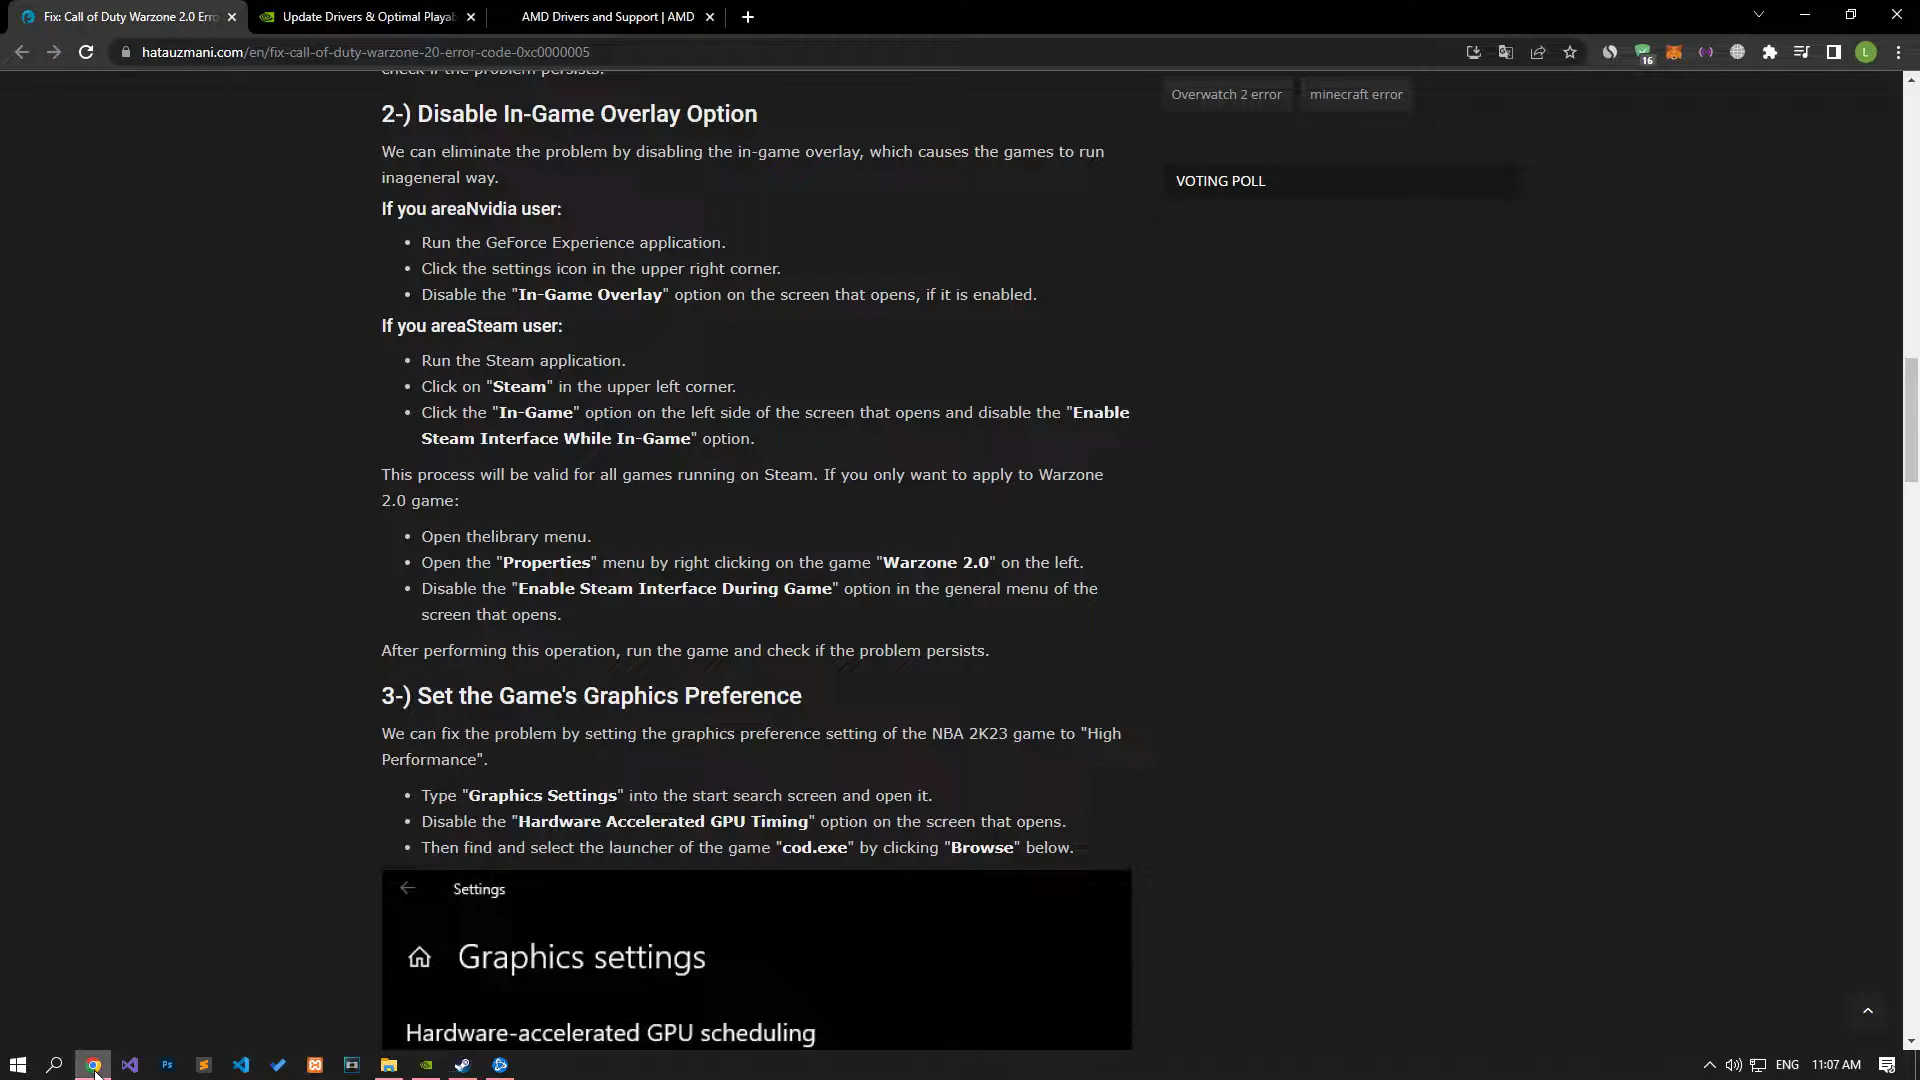 Fix: Call of Duty Warzone 2.0 Erro
Update Drivers & Optimal Playab
AMD Drivers and Support | AMD
hatauzmani.com/en/fix-call-of-duty-warzone-20-error-code-0xc0000005
16
L
check if the problem persists.
Overwatch 2 error
minecraft error
VOTING POLL
2-) Disable In-Game Overlay Option
We can eliminate the problem by disabling the in-game overlay, which causes the games to run
inageneral way.
If you areaNvidia user:
• Run the GeForce Experience application.
• Click the settings icon in the upper right corner.
• Disable the "In-Game Overlay" option on the screen that opens, if it is enabled.
If you areaSteam user:
• Run the Steam application.
• Click on "Steam" in the upper left corner.
• Click the "In-Game" option on the left side of the screen that opens and disable the "Enable
Steam Interface While In-Game" option.
This process will be valid for all games running on Steam. If you only want to apply to Warzone
2.0 game:
• Open thelibrary menu.
• Open the "Properties" menu by right clicking on the game "Warzone 2.0" on the left.
• Disable the "Enable Steam Interface During Game" option in the general menu of the
screen that opens.
After performing this operation, run the game and check if the problem persists.
3-) Set the Game's Graphics Preference
We can fix the problem by setting the graphics preference setting of the NBA 2K23 game to "High
Performance".
• Type "Graphics Settings" into the start search screen and open it.
• Disable the "Hardware Accelerated GPU Timing" option on the screen that opens.
• Then find and select the launcher of the game "cod.exe" by clicking "Browse" below.
Settings
Graphics settings
Hardware-accelerated GPU scheduling
Ps
ENG
11:07 AM